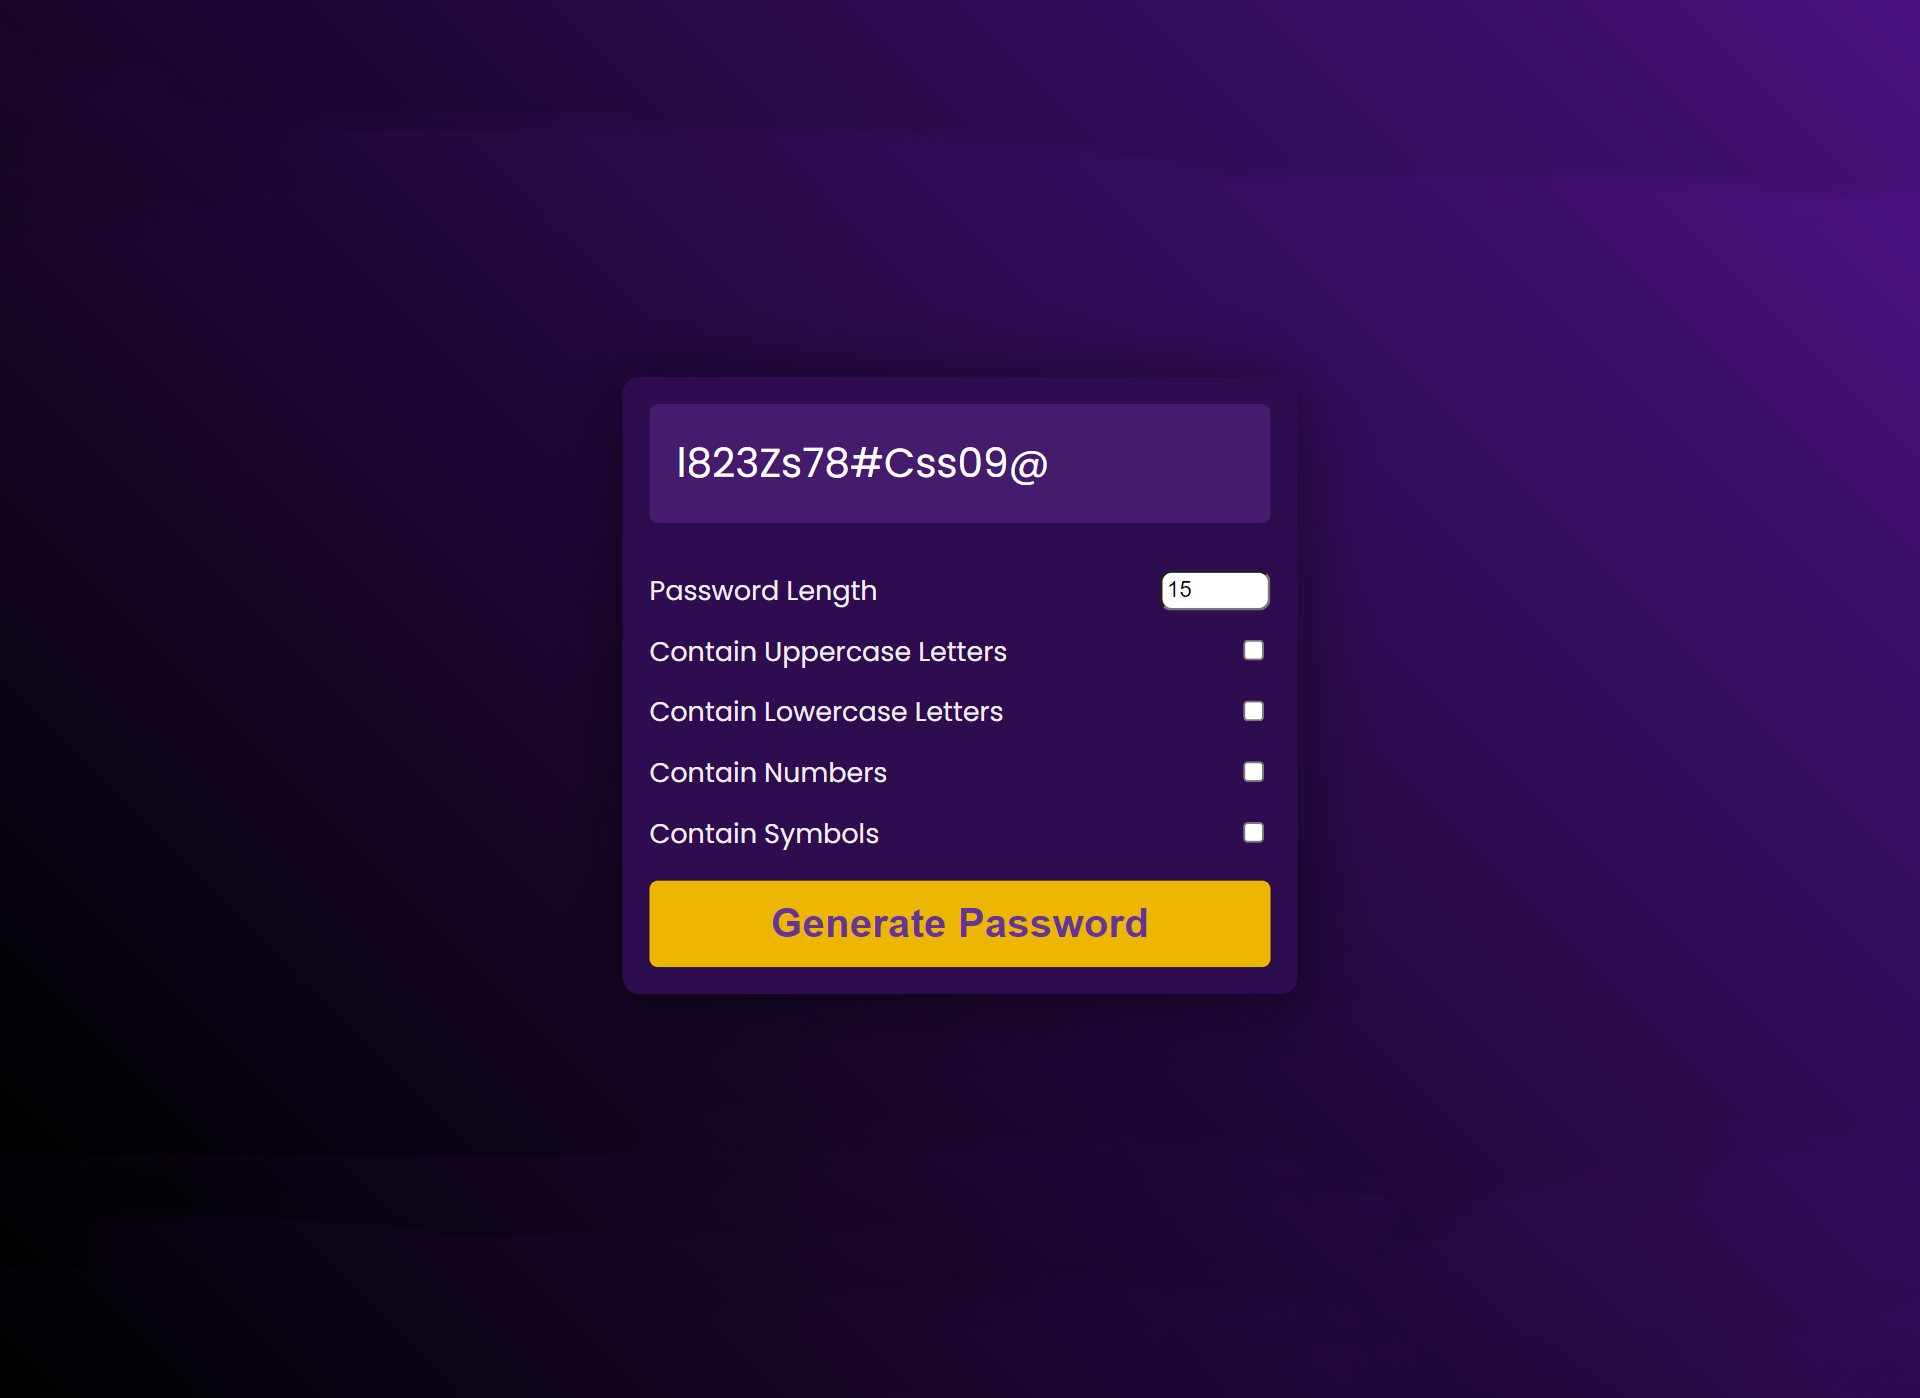 l823Zs78#Css09@
Password Length
15
Contain Uppercase Letters
Contain Lowercase Letters
Contain Numbers
Contain Symbols
Generate Password